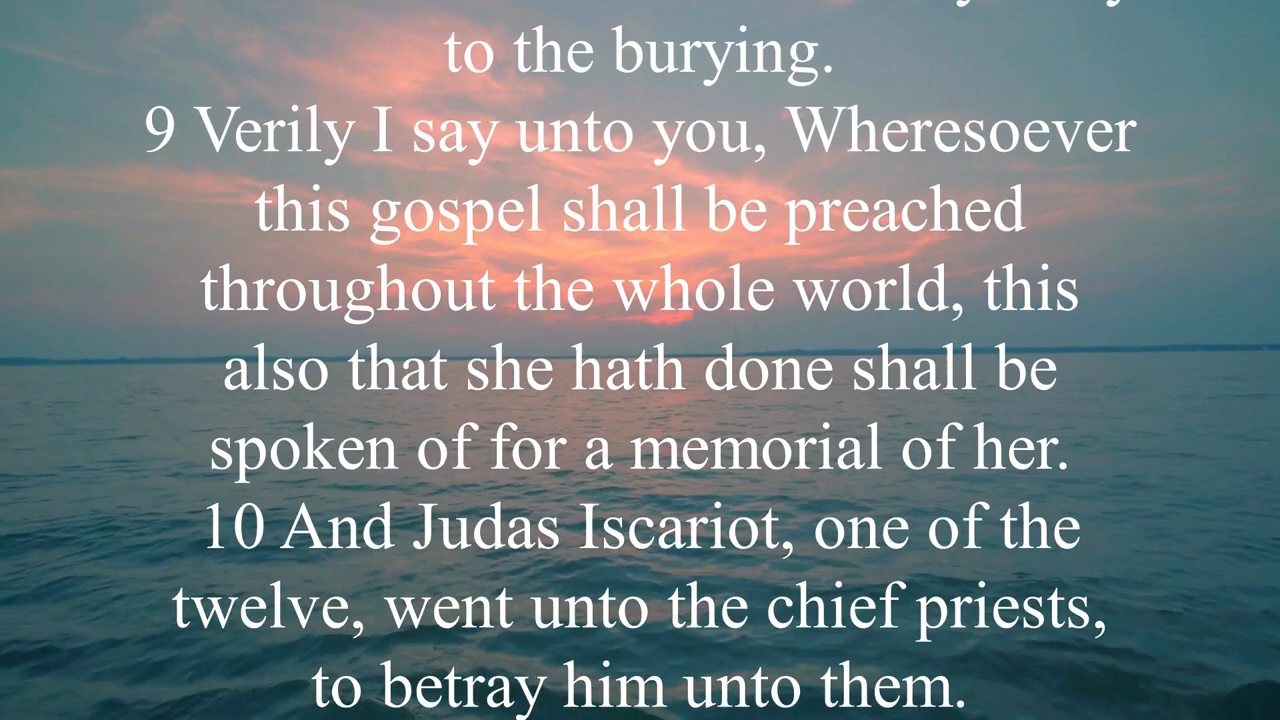 to the burying.
9 Verily I say unto you, Wheresoever
this gospel shall be preached
throughout the whole world, this
also that she hath done shall be
spoken of for a memorial of her.
10 And Judas Iscariot, one of the
twelve, went unto the chief priests,
to betray him unto them.